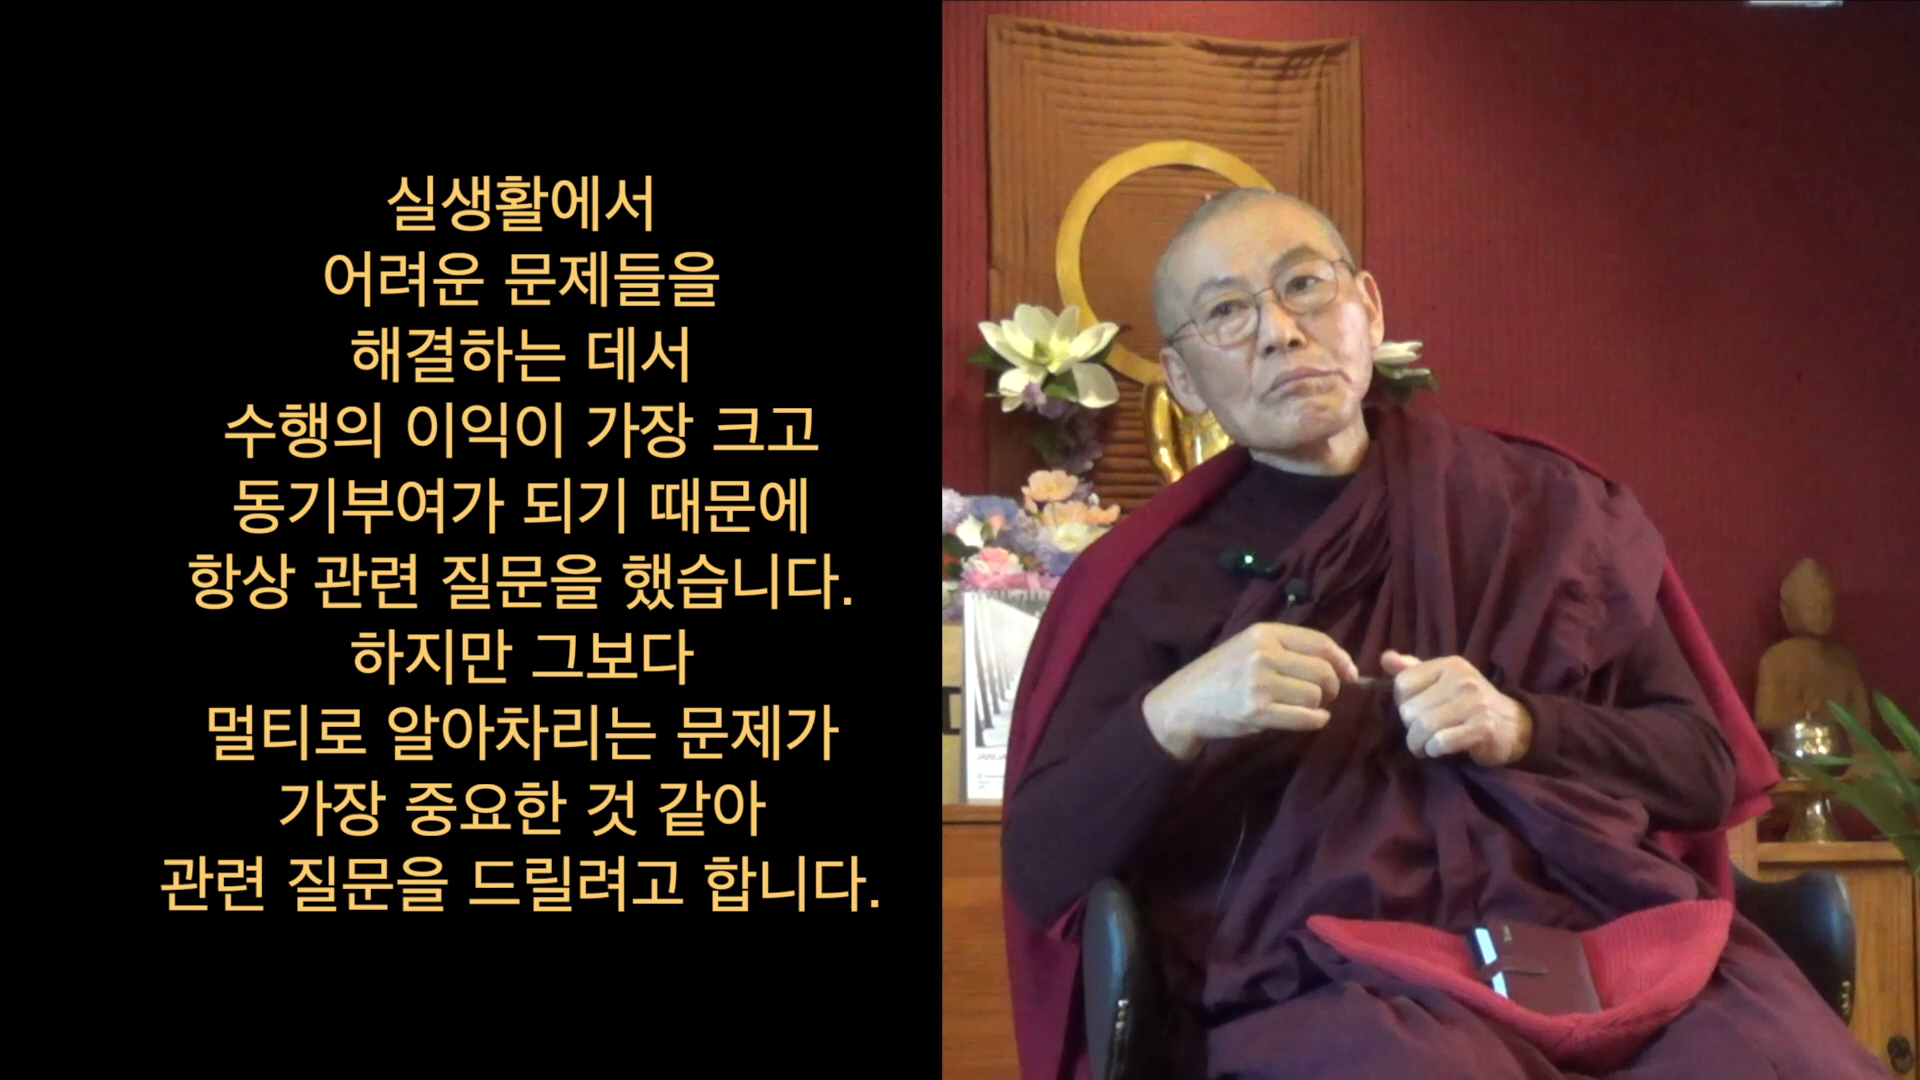 실생활에서
어려운 문제들을
해결하는 데서
수행의 이익이 가장 크고
동기부여가 되기 때문에
항상 관련 질문을 했습니다.
하지만 그보다
멀티로 알아차리는 문제가
가장 중요한 것 같아
관련 질문을 드릴려고 합니다.